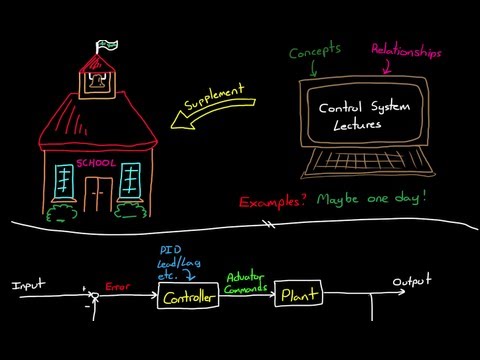 Concepts
Relationships
Supplement
Control System
Lectures
SCHOOL
Examples? Maybe one day!
PID
Lead/Lag
etc.
Input
+
-
Error
Controller
Actuator
Commands
Plant
Output